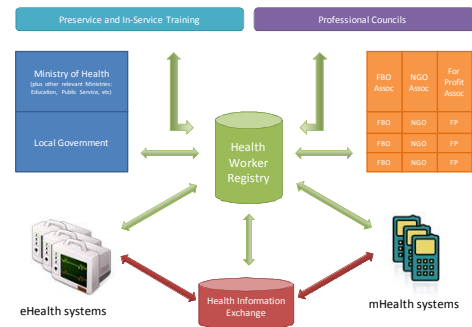 Preservice and In-Service Training
Professional Councils
Ministry of Health
(plus other relevant Ministries:
Education, Public Service, etc)
Local Government
Health
Worker
Registry
FBO
Assoc
NGO
Assoc
For
Profit
Assoc
FBO NGO FP
FBO NGO FP
FBO NGO FP
eHealth systems
Health Information
Exchange
mHealth systems